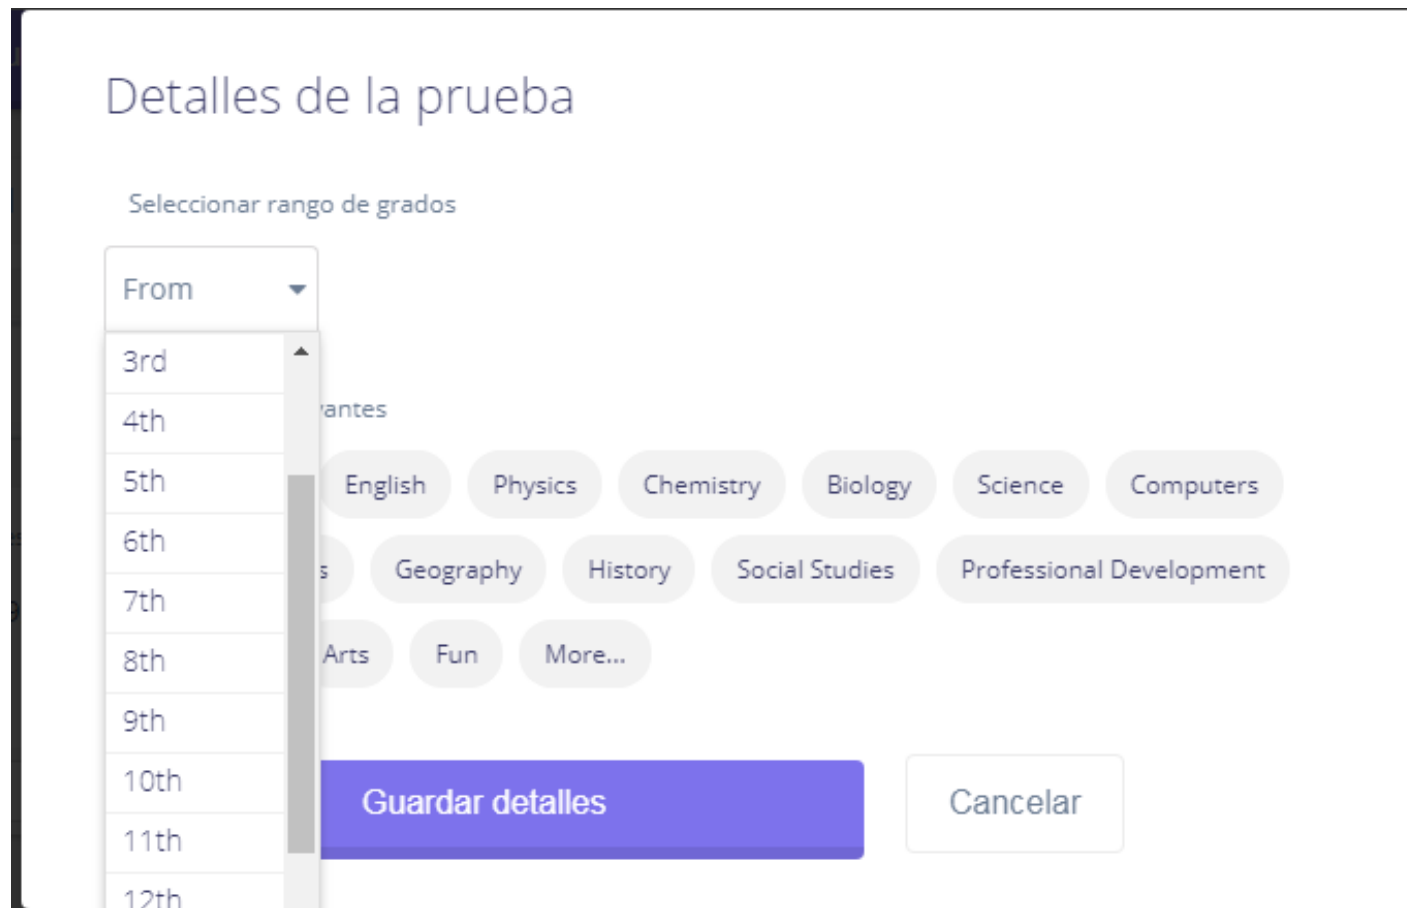 Detalles de la prueba
Seleccionar rango de grados
From
3rd
4th
5th
6th
7th
8th
9th
10th
11th
12th
vantes
English Physics Chemistry Biology Science Computers
s Geography History Social Studies Professional Development
Arts Fun More...
Guardar detalles Cancelar